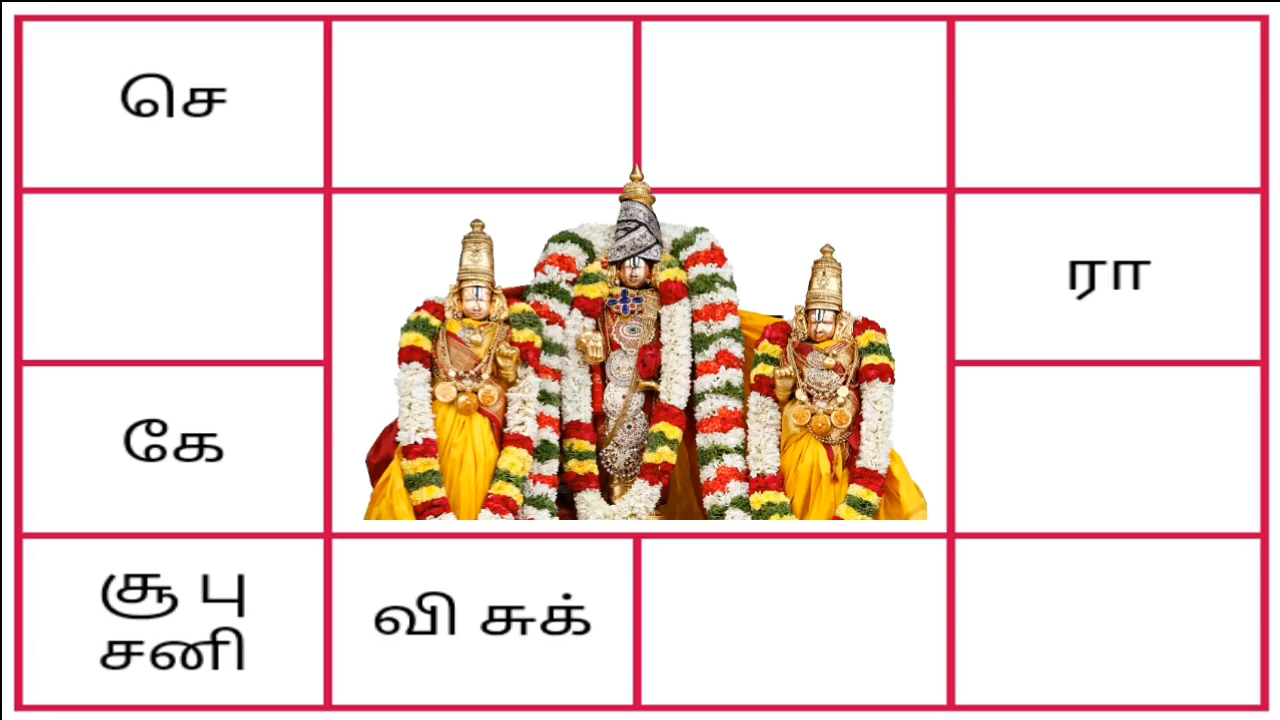 செ
ரா
கே
சூ பு
சனி
வி சுக்